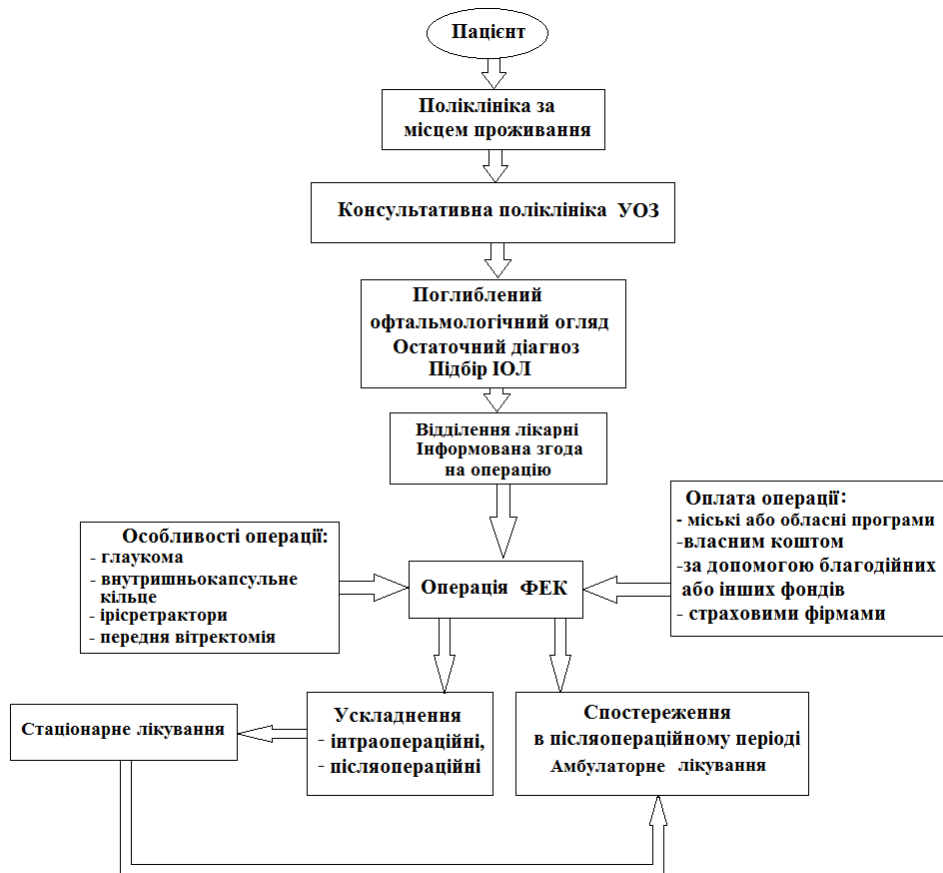 Пацієнт
Поліклініка за
місцем проживання
Консультативна поліклініка УОЗ
Поглиблений
офтальмологічний огляд
Остаточний діагноз
Підбір ІОЛ
Відділення лікарні
Інформована згода
на операцію
Особливості операції:
- глаукома
- внутришньокапсульне
кільце
- ірісретрактори
- передня вітректомія
Операція ФЕК
Оплата операції:
- міські або обласні програми
-власним коштом
-за допомогою благодійних
або інших фондів
- страховими фірмами
Стаціонарне лікування
Ускладнення
- інтраопераційні,
- післяопераційні
Спостереження
в післяопераційному періоді
Амбулаторне лікування